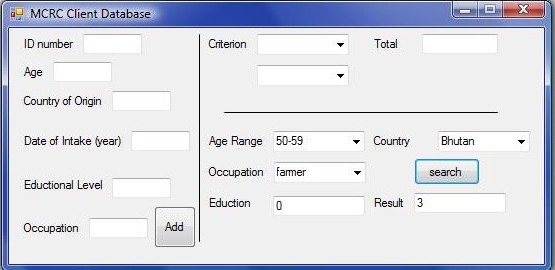 MCRC Client Database
ID number
Age
Country of Origin
Date of Intake (year)
Eductional Level
Occupation
Add
Criterion
Total
Age Range 50-59 Country Bhutan
Occupation farmer search
Eduction 0 Result 3